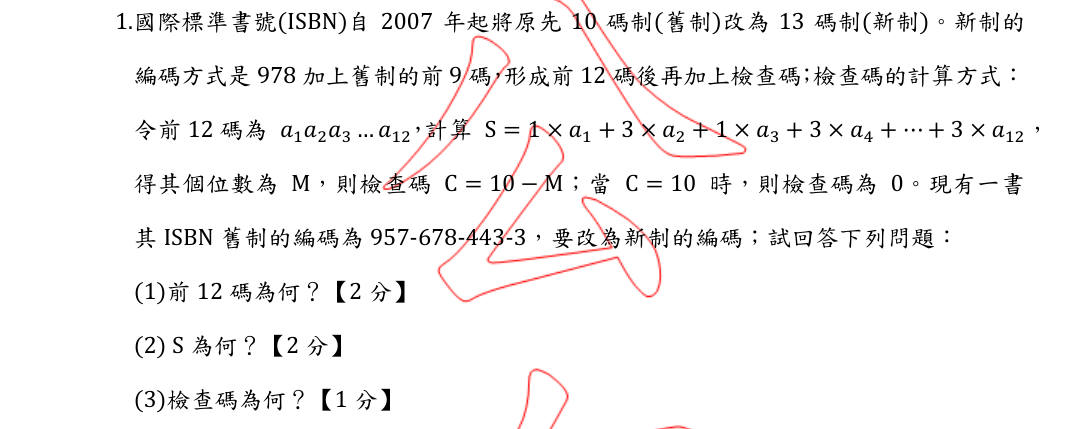 1.國際標準書號(ISBN)自 2007 年起將原先 10 碼制(舊制)改為 13 碼制(新制)。新制的
編碼方式是 978 加上舊制的前 9 碼，形成前 12 碼後再加上檢查碼;檢查碼的計算方式：
令前 12 碼為 a₁a₂a₃ … a₁₂，計算 S = 1 × a₁ + 3 × a₂ + 1 × a₃ + 3 × a₄ + ⋯ + 3 × a₁₂，
得其個位數為 M，則檢查碼 C = 10 − M；當 C = 10 時，則檢查碼為 0。現有一書
其 ISBN 舊制的編碼為 957-678-443-3，要改為新制的編碼；試回答下列問題：
(1)前 12 碼為何？【2 分】
(2) S 為何？【2 分】
(3)檢查碼為何？【1 分】